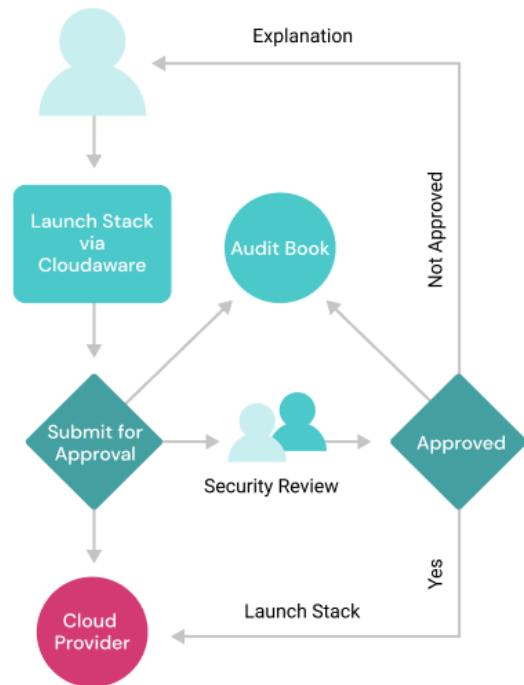 Explanation
Launch Stack
via
Cloudaware
Audit Book
Not Approved
Submit for
Approval
Security Review
Approved
Yes
Launch Stack
Cloud
Provider